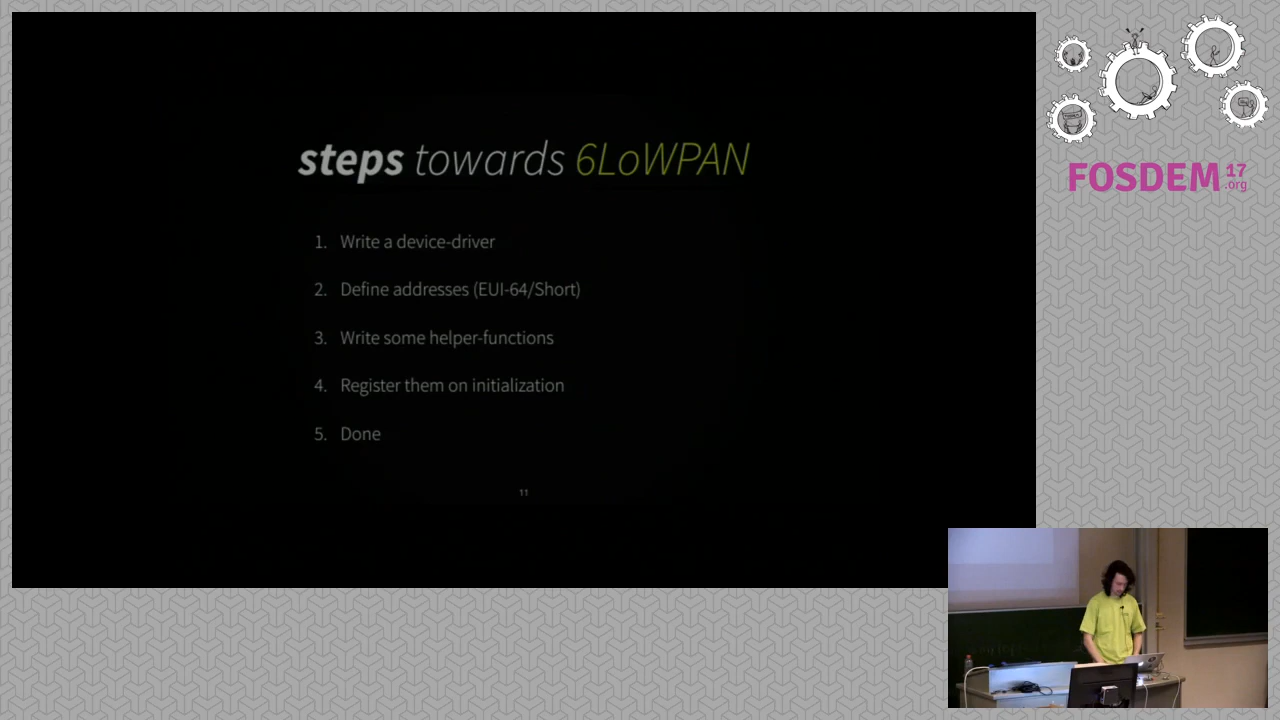 steps towards 6LoWPAN
1. Write a device-driver
2. Define addresses (EUI-64/Short)
3. Write some helper-functions
4. Register them on initialization
5. Done
11
FOSDEM 17
.org